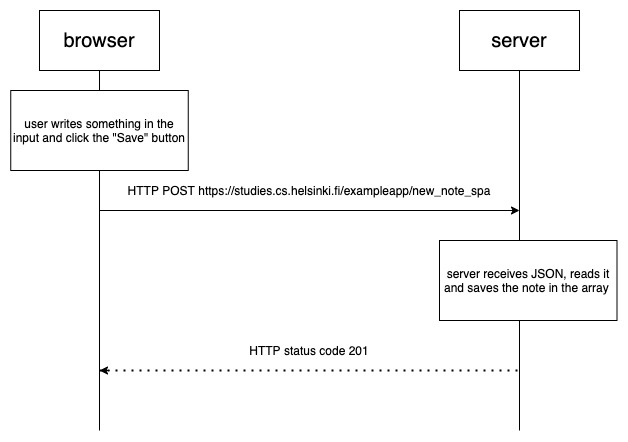 browser
server
user writes something in the
input and click the "Save" button
HTTP POST https://studies.cs.helsinki.fi/exampleapp/new_note_spa
server receives JSON, reads it
and saves the note in the array
HTTP status code 201